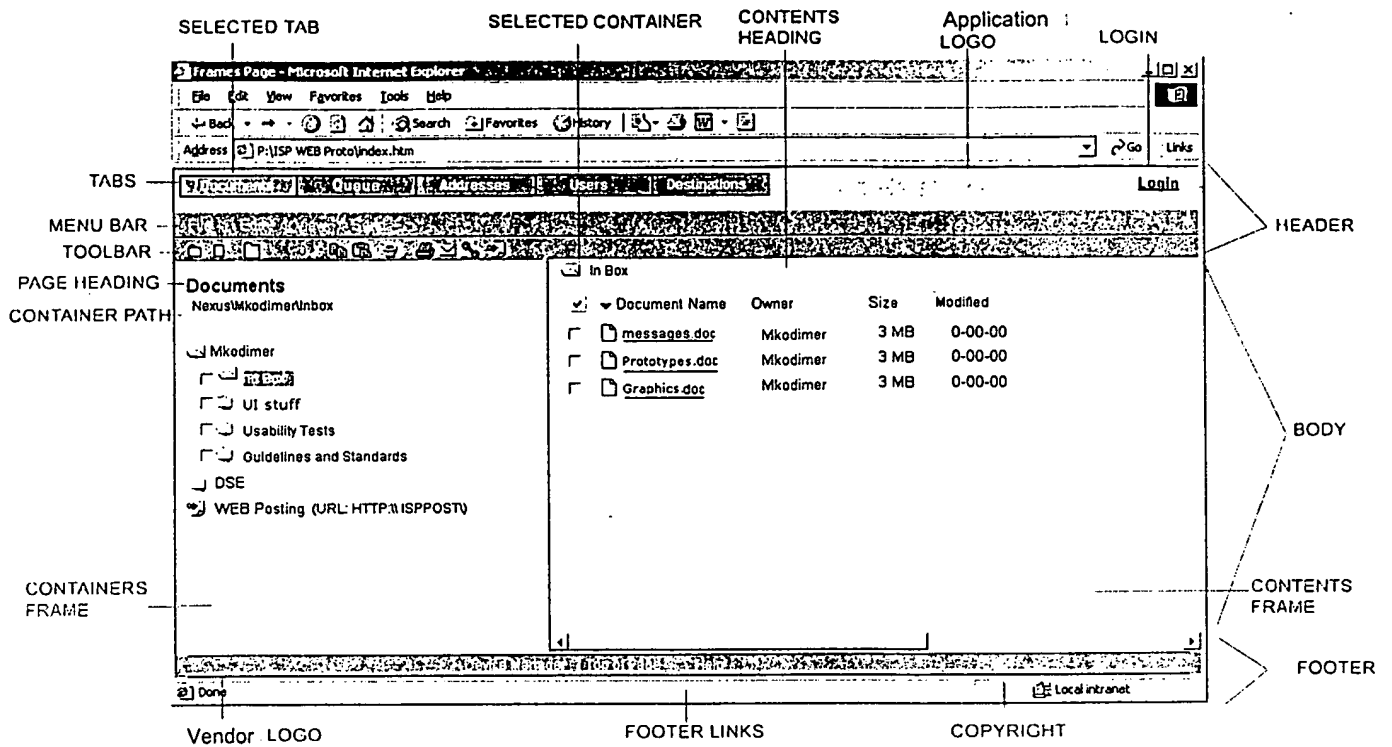 SELECTED TAB
SELECTED CONTAINER
CONTENTS
HEADING
Application
LOGO
LOGIN
Frames Page - Microsoft Internet Explorer
File Edit View Favorites Tools Help
Back Search Favorites History
Address P:\ISP WEB Proto\index.htm Go Links
TABS
Documents Queue Addresses Users Destinations Login
MENU BAR
HEADER
TOOLBAR
PAGE HEADING
Documents
In Box
CONTAINER PATH
Nexus\Mkodimer\Inbox
Document Name Owner Size Modified
messages.doc Mkodimer 3 MB 0-00-00
Prototypes.doc Mkodimer 3 MB 0-00-00
Graphics.doc Mkodimer 3 MB 0-00-00
Mkodimer
In Box
UI stuff
Usability Tests
Guidelines and Standards
DSE
WEB Posting (URL: HTTP:\\ ISPPOST\)
BODY
CONTAINERS
FRAME
CONTENTS
FRAME
FOOTER
Done Local intranet
Vendor LOGO
FOOTER LINKS
COPYRIGHT